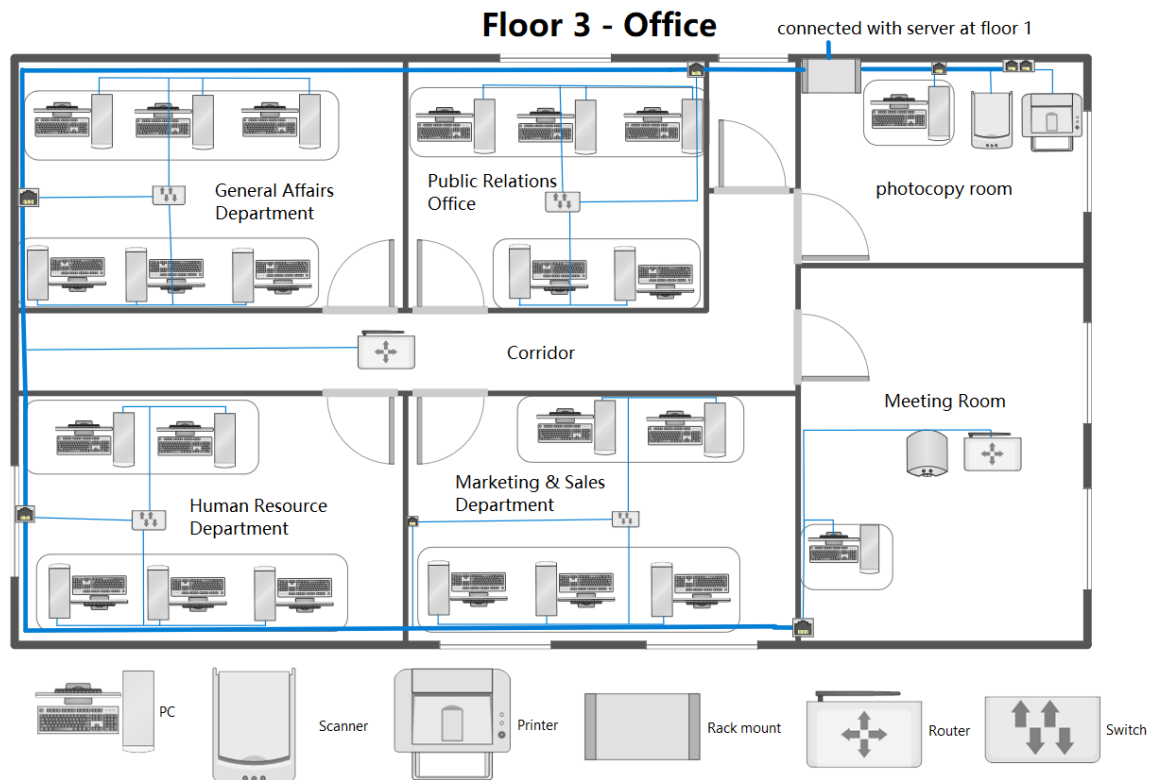 Floor 3 - Office
connected with server at floor 1
General Affairs
Department
Public Relations
Office
photocopy room
Corridor
Meeting Room
Human Resource
Department
Marketing & Sales
Department
PC
Scanner
Printer
Rack mount
Router
Switch